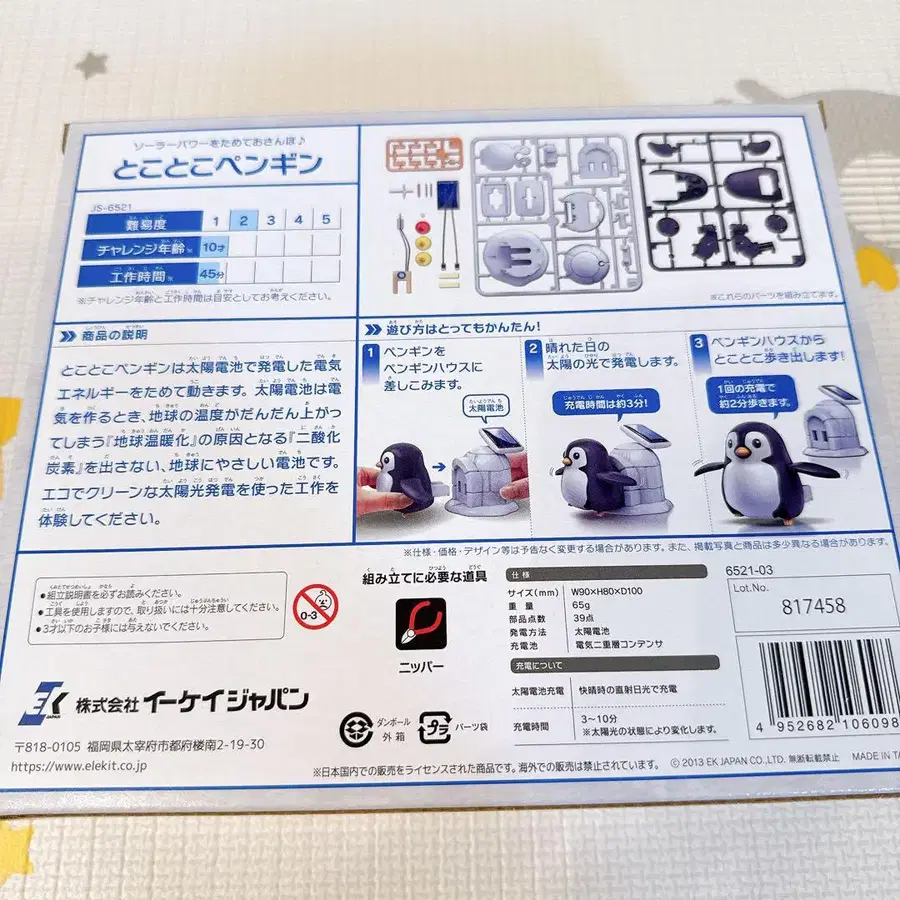 ソーラーパワーをためておさんぽ♪
とことこペンギン
JS-6521
難易度 1 2 3 4 5
チャレンジ年齢※ 10才
工作時間※ 45分
※チャレンジ年齢と工作時間は目安としてお考えください。
※これらのパーツを組み立てます。
商品の説明
とことこペンギンは太陽電池で発電した電気
エネルギーをためて動きます。太陽電池は電
気を作るとき、地球の温度がだんだん上がっ
てしまう『地球温暖化』の原因となる『二酸化
炭素』を出さない、地球にやさしい電池です。
エコでクリーンな太陽光発電を使った工作を
体験してください。
遊び方はとってもかんたん!
1 ペンギンを
ペンギンハウスに
差しこみます。
太陽電池
2 晴れた日の
太陽の光で発電します。
充電時間は約3分!
3 ペンギンハウスから
とことこ歩き出します!
1回の充電で
約2分歩きます。
※仕様・価格・デザイン等は予告なく変更する場合があります。また、掲載写真と商品は多少異なる場合があります。
●組立説明書を必ずお読みください。
●工具を使用しますので、取り扱いには十分注意してください。
●3才以下のお子様には与えないでください。
0-3
組み立てに必要な道具
ニッパー
仕様
サイズ(mm) W90×H80×D100
重量 65g
部品点数 39点
発電方法 太陽電池
充電池 電気二重層コンデンサ
充電について
太陽電池充電 快晴時の直射日光で充電
充電時間 3~10分
※太陽光の状態により変化します。
6521-03
Lot.No.
817458
4 952682 106098
EK JAPAN
株式会社イーケイジャパン
〒818-0105 福岡県太宰府市都府楼南2-19-30
https://www.elekit.co.jp
ダンボール
外箱
プラ
パーツ袋
※日本国内での販売をライセンスされた商品です。海外での販売は禁止されています。
© 2013 EK JAPAN CO.,LTD. 無断転載禁止
MADE IN TA